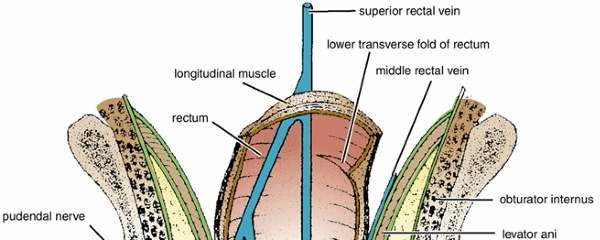 superior rectal vein
lower transverse fold of rectum
longitudinal muscle
middle rectal vein
rectum
obturator internus
pudendal nerve
levator ani